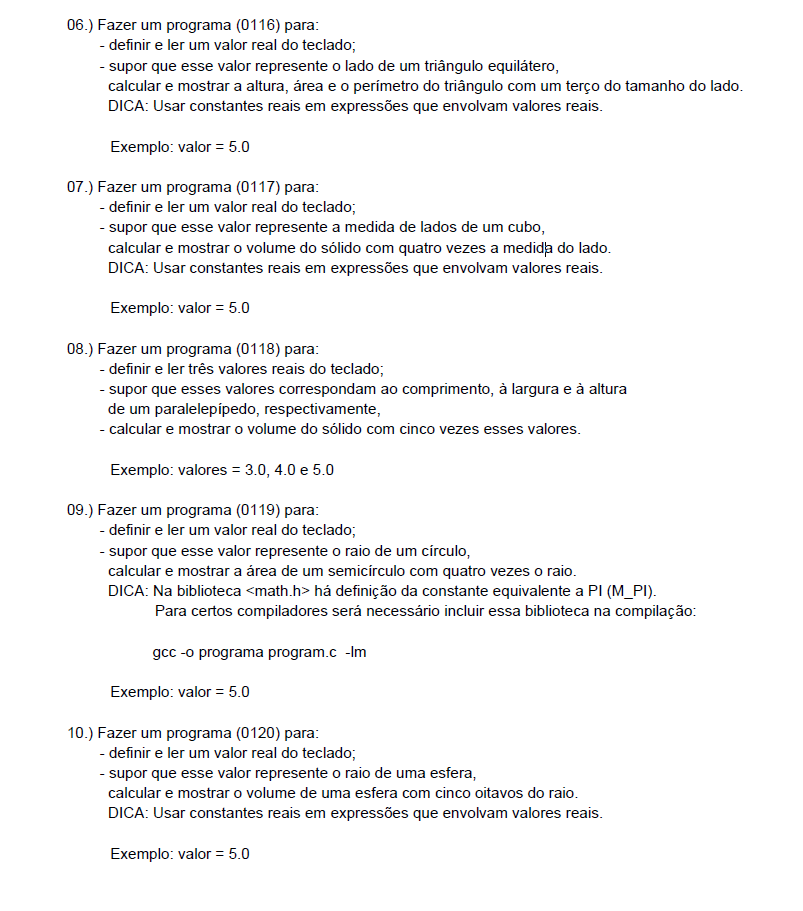 06.) Fazer um programa (0116) para:
- definir e ler um valor real do teclado;
- supor que esse valor represente o lado de um triângulo equilátero,
calcular e mostrar a altura, área e o perímetro do triângulo com um terço do tamanho do lado.
DICA: Usar constantes reais em expressões que envolvam valores reais.
Exemplo: valor = 5.0
07.) Fazer um programa (0117) para:
- definir e ler um valor real do teclado;
- supor que esse valor represente a medida de lados de um cubo,
calcular e mostrar o volume do sólido com quatro vezes a medida do lado.
DICA: Usar constantes reais em expressões que envolvam valores reais.
Exemplo: valor = 5.0
08.) Fazer um programa (0118) para:
- definir e ler três valores reais do teclado;
- supor que esses valores correspondam ao comprimento, à largura e à altura
de um paralelepípedo, respectivamente,
- calcular e mostrar o volume do sólido com cinco vezes esses valores.
Exemplo: valores = 3.0, 4.0 e 5.0
09.) Fazer um programa (0119) para:
- definir e ler um valor real do teclado;
- supor que esse valor represente o raio de um círculo,
calcular e mostrar a área de um semicírculo com quatro vezes o raio.
DICA: Na biblioteca <math.h> há definição da constante equivalente a PI (M_PI).
Para certos compiladores será necessário incluir essa biblioteca na compilação:
gcc -o programa program.c -lm
Exemplo: valor = 5.0
10.) Fazer um programa (0120) para:
- definir e ler um valor real do teclado;
- supor que esse valor represente o raio de uma esfera,
calcular e mostrar o volume de uma esfera com cinco oitavos do raio.
DICA: Usar constantes reais em expressões que envolvam valores reais.
Exemplo: valor = 5.0